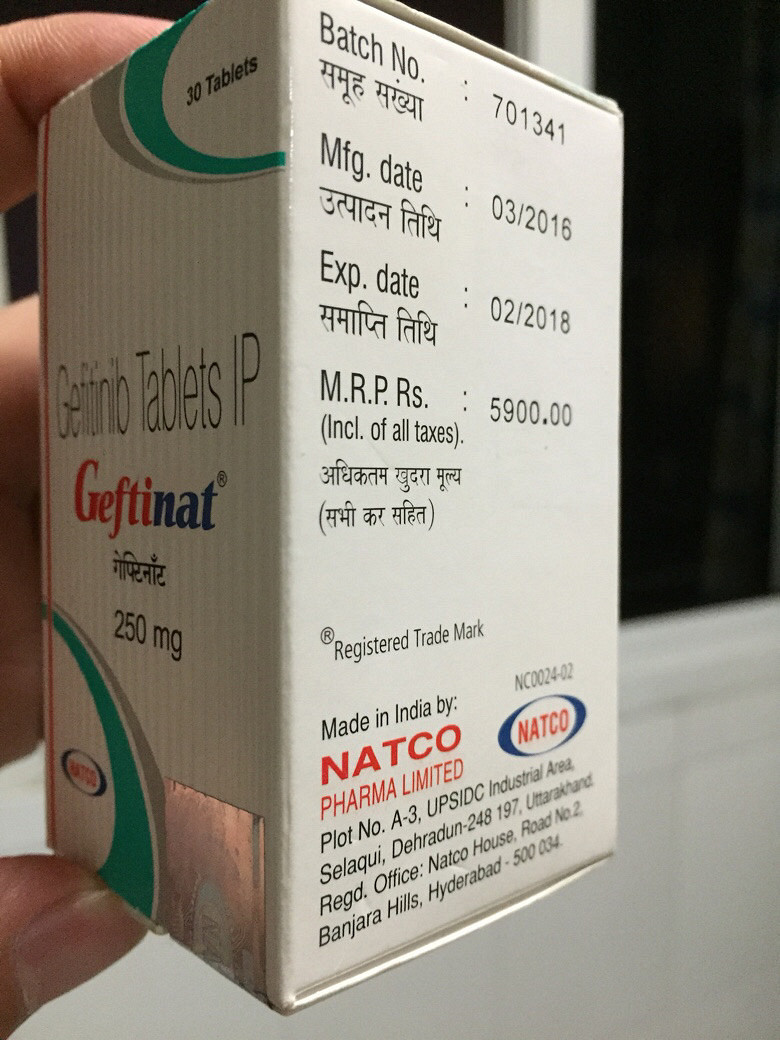 30 Tablets
Gefitinib Tablets IP
Geftinat®
गेफ्टिनॉट
250 mg
NATCO
Batch No. : 701341
समूह सख्या
Mfg. date : 03/2016
उत्पादन तिथि
Exp. date : 02/2018
समाप्ति तिथि
M.R.P. Rs. : 5900.00
(Incl. of all taxes).
अधिकतम खुदरा मूल्य
(सभी कर सहित)
®Registered Trade Mark
NC0024-02
Made in India by:
NATCO
NATCO
PHARMA LIMITED
Plot No. A-3, UPSIDC Industrial Area,
Selaqui, Dehradun-248 197, Uttarakhand.
Regd. Office: Natco House, Road No.2,
Banjara Hills, Hyderabad - 500 034.